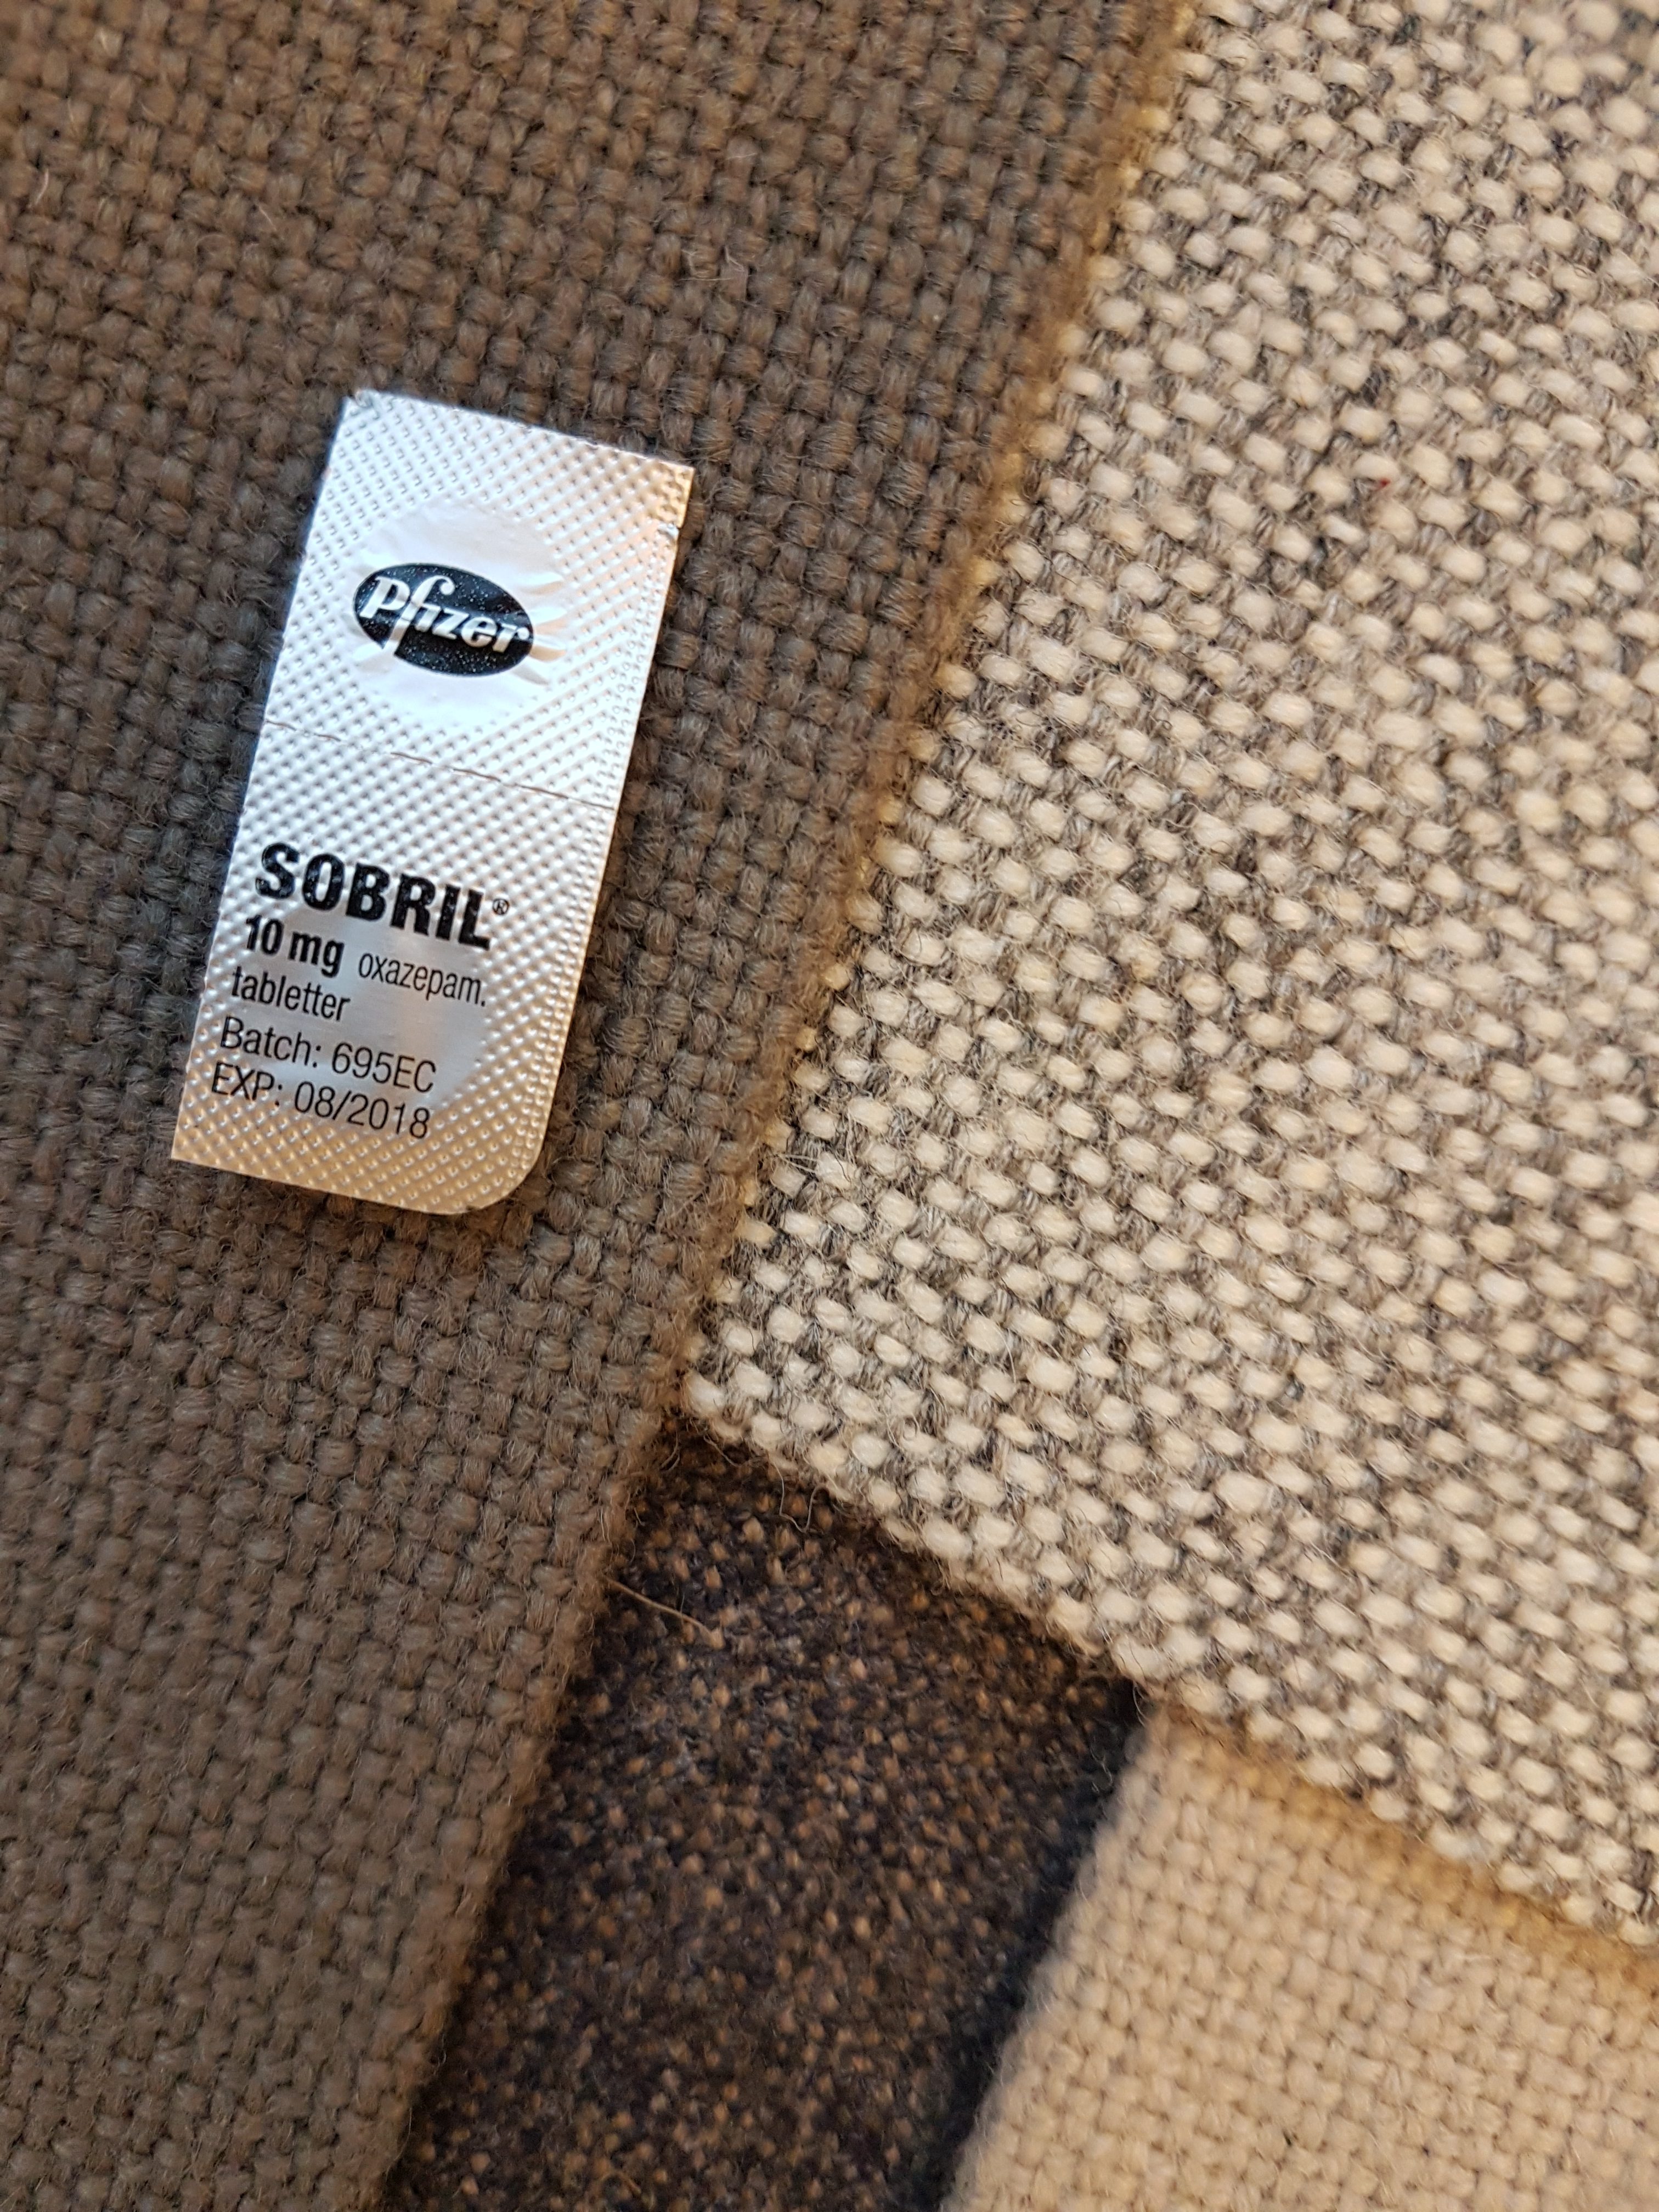 Pfizer
SOBRIL®
10 mg oxazepam.
tabletter
Batch: 695EC
EXP: 08/2018